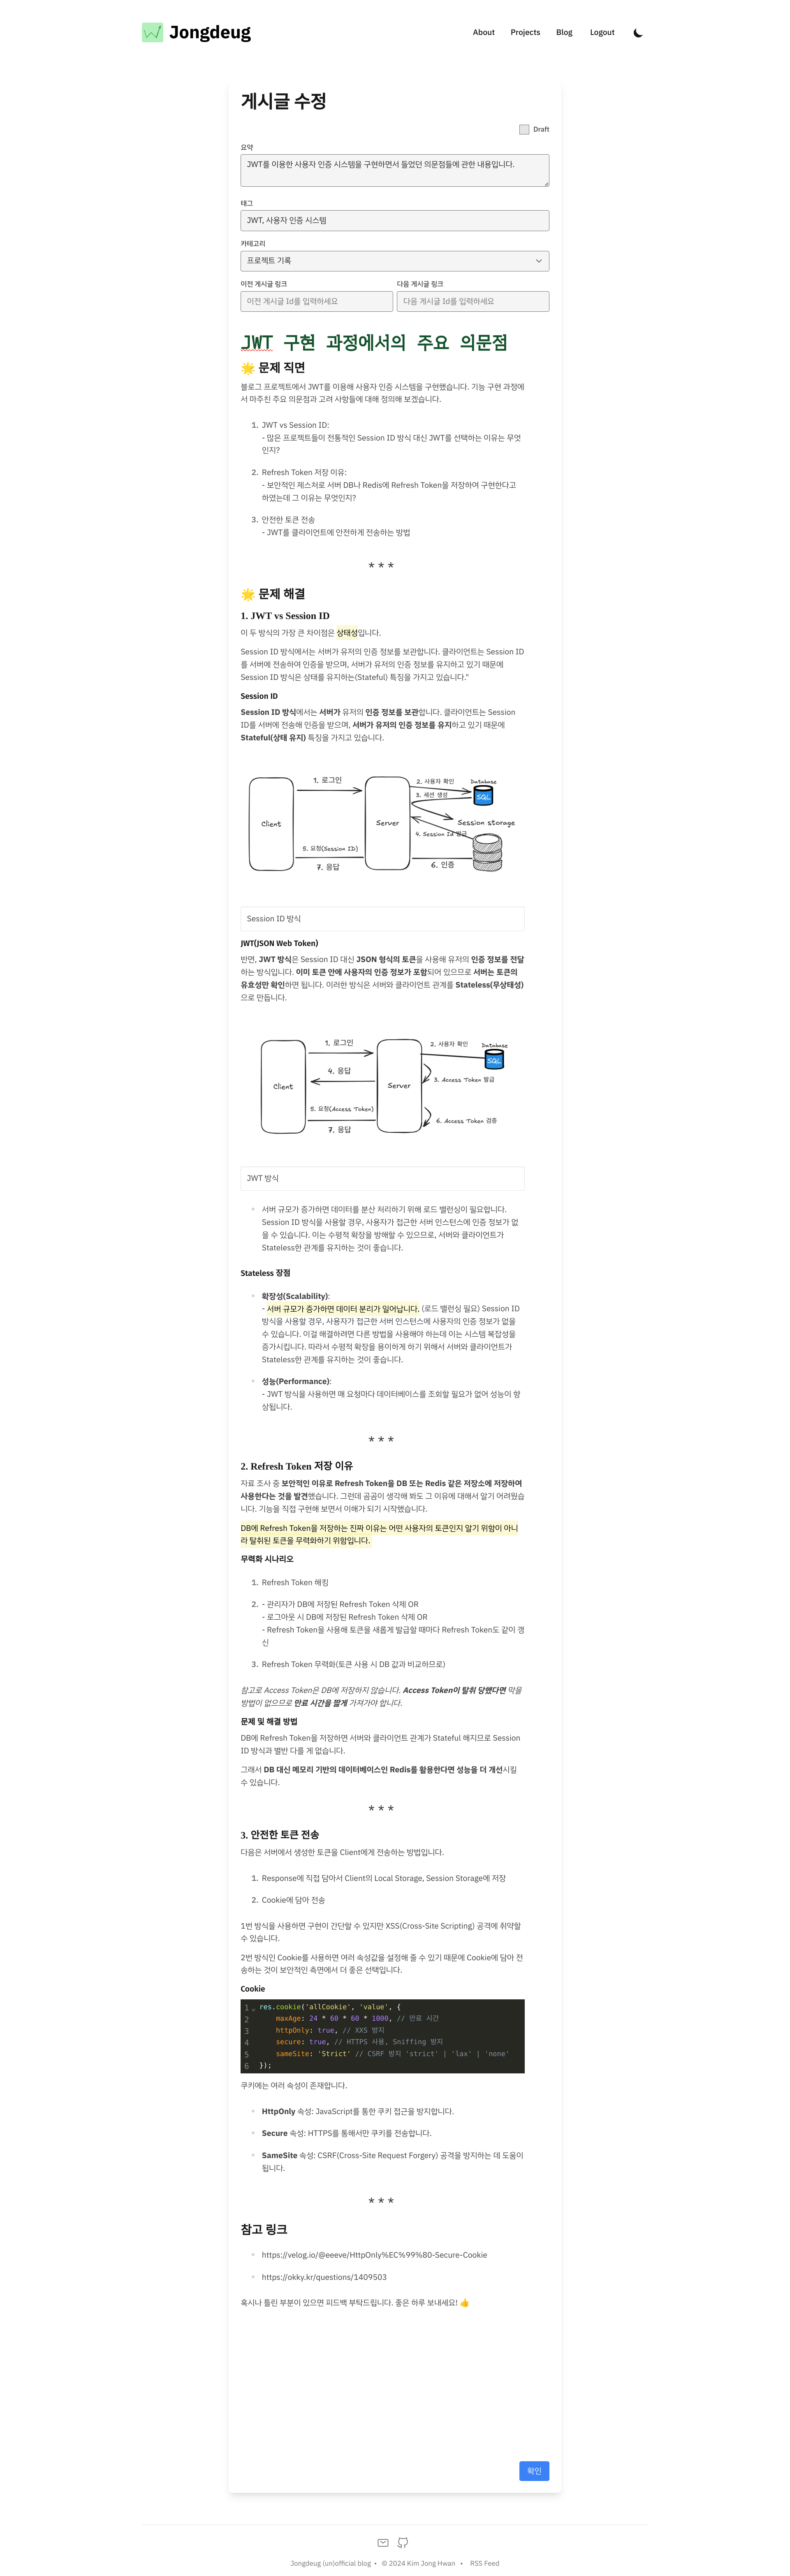 Jongdeug
About Projects Blog Logout
게시글 수정
Draft
요약
JWT를 이용한 사용자 인증 시스템을 구현하면서 들었던 의문점들에 관한 내용입니다.
태그
JWT, 사용자 인증 시스템
카테고리
프로젝트 기록
이전 게시글 링크 다음 게시글 링크
이전 게시글 Id를 입력하세요 다음 게시글 Id를 입력하세요
JWT 구현 과정에서의 주요 의문점
🌟 문제 직면
블로그 프로젝트에서 JWT를 이용해 사용자 인증 시스템을 구현했습니다. 기능 구현 과정에
서 마주친 주요 의문점과 고려 사항들에 대해 정의해 보겠습니다.
1. JWT vs Session ID:
- 많은 프로젝트들이 전통적인 Session ID 방식 대신 JWT를 선택하는 이유는 무엇
인지?
2. Refresh Token 저장 이유:
- 보안적인 제스처로 서버 DB나 Redis에 Refresh Token을 저장하여 구현한다고
하였는데 그 이유는 무엇인지?
3. 안전한 토큰 전송
- JWT를 클라이언트에 안전하게 전송하는 방법
* * *
🌟 문제 해결
1. JWT vs Session ID
이 두 방식의 가장 큰 차이점은 상태성입니다.
Session ID 방식에서는 서버가 유저의 인증 정보를 보관합니다. 클라이언트는 Session ID
를 서버에 전송하여 인증을 받으며, 서버가 유저의 인증 정보를 유지하고 있기 때문에
Session ID 방식은 상태를 유지하는(Stateful) 특징을 가지고 있습니다."
Session ID
Session ID 방식에서는 서버가 유저의 인증 정보를 보관합니다. 클라이언트는 Session
ID를 서버에 전송해 인증을 받으며, 서버가 유저의 인증 정보를 유지하고 있기 때문에
Stateful(상태 유지) 특징을 가지고 있습니다.
1. 로그인
2. 사용자 확인
Database
SQL
3. 세션 생성
Client
Server
Session storage
4. Session Id 발급
5. 요청(Session ID)
6. 인증
7. 응답
Session ID 방식
JWT(JSON Web Token)
반면, JWT 방식은 Session ID 대신 JSON 형식의 토큰을 사용해 유저의 인증 정보를 전달
하는 방식입니다. 이미 토큰 안에 사용자의 인증 정보가 포함되어 있으므로 서버는 토큰의
유효성만 확인하면 됩니다. 이러한 방식은 서버와 클라이언트 관계를 Stateless(무상태성)
으로 만듭니다.
1. 로그인
2. 사용자 확인
Database
SQL
4. 응답
3. Access Token 발급
Client
Server
5. 요청(Access Token)
6. Access Token 검증
7. 응답
JWT 방식
서버 규모가 증가하면 데이터를 분산 처리하기 위해 로드 밸런싱이 필요합니다.
Session ID 방식을 사용할 경우, 사용자가 접근한 서버 인스턴스에 인증 정보가 없
을 수 있습니다. 이는 수평적 확장을 방해할 수 있으므로, 서버와 클라이언트가
Stateless한 관계를 유지하는 것이 좋습니다.
Stateless 장점
확장성(Scalability):
- 서버 규모가 증가하면 데이터 분리가 일어납니다. (로드 밸런싱 필요) Session ID
방식을 사용할 경우, 사용자가 접근한 서버 인스턴스에 사용자의 인증 정보가 없을
수 있습니다. 이걸 해결하려면 다른 방법을 사용해야 하는데 이는 시스템 복잡성을
증가시킵니다. 따라서 수평적 확장을 용이하게 하기 위해서 서버와 클라이언트가
Stateless한 관계를 유지하는 것이 좋습니다.
성능(Performance):
- JWT 방식을 사용하면 매 요청마다 데이터베이스를 조회할 필요가 없어 성능이 향
상됩니다.
* * *
2. Refresh Token 저장 이유
자료 조사 중 보안적인 이유로 Refresh Token을 DB 또는 Redis 같은 저장소에 저장하여
사용한다는 것을 발견했습니다. 그런데 곰곰이 생각해 봐도 그 이유에 대해서 알기 어려웠습
니다. 기능을 직접 구현해 보면서 이해가 되기 시작했습니다.
DB에 Refresh Token을 저장하는 진짜 이유는 어떤 사용자의 토큰인지 알기 위함이 아니
라 탈취된 토큰을 무력화하기 위함입니다.
무력화 시나리오
1. Refresh Token 해킹
2. - 관리자가 DB에 저장된 Refresh Token 삭제 OR
- 로그아웃 시 DB에 저장된 Refresh Token 삭제 OR
- Refresh Token을 사용해 토큰을 새롭게 발급할 때마다 Refresh Token도 같이 갱
신
3. Refresh Token 무력화(토큰 사용 시 DB 값과 비교하므로)
참고로 Access Token은 DB에 저장하지 않습니다. Access Token이 탈취 당했다면 막을
방법이 없으므로 만료 시간을 짧게 가져가야 합니다.
문제 및 해결 방법
DB에 Refresh Token을 저장하면 서버와 클라이언트 관계가 Stateful 해지므로 Session
ID 방식과 별반 다를 게 없습니다.
그래서 DB 대신 메모리 기반의 데이터베이스인 Redis를 활용한다면 성능을 더 개선시킬
수 있습니다.
* * *
3. 안전한 토큰 전송
다음은 서버에서 생성한 토큰을 Client에게 전송하는 방법입니다.
1. Response에 직접 담아서 Client의 Local Storage, Session Storage에 저장
2. Cookie에 담아 전송
1번 방식을 사용하면 구현이 간단할 수 있지만 XSS(Cross-Site Scripting) 공격에 취약할
수 있습니다.
2번 방식인 Cookie를 사용하면 여러 속성값을 설정해 줄 수 있기 때문에 Cookie에 담아 전
송하는 것이 보안적인 측면에서 더 좋은 선택입니다.
Cookie
1 res.cookie('allCookie', 'value', {
2 maxAge: 24 * 60 * 60 * 1000, // 만료 시간
3 httpOnly: true, // XXS 방지
4 secure: true, // HTTPS 사용, Sniffing 방지
5 sameSite: 'Strict' // CSRF 방지 'strict' | 'lax' | 'none'
6 });
쿠키에는 여러 속성이 존재합니다.
HttpOnly 속성: JavaScript를 통한 쿠키 접근을 방지합니다.
Secure 속성: HTTPS를 통해서만 쿠키를 전송합니다.
SameSite 속성: CSRF(Cross-Site Request Forgery) 공격을 방지하는 데 도움이
됩니다.
* * *
참고 링크
https://velog.io/@eeeve/HttpOnly%EC%99%80-Secure-Cookie
https://okky.kr/questions/1409503
혹시나 틀린 부분이 있으면 피드백 부탁드립니다. 좋은 하루 보내세요! 👍
확인
Jongdeug (un)official blog • © 2024 Kim Jong Hwan • RSS Feed